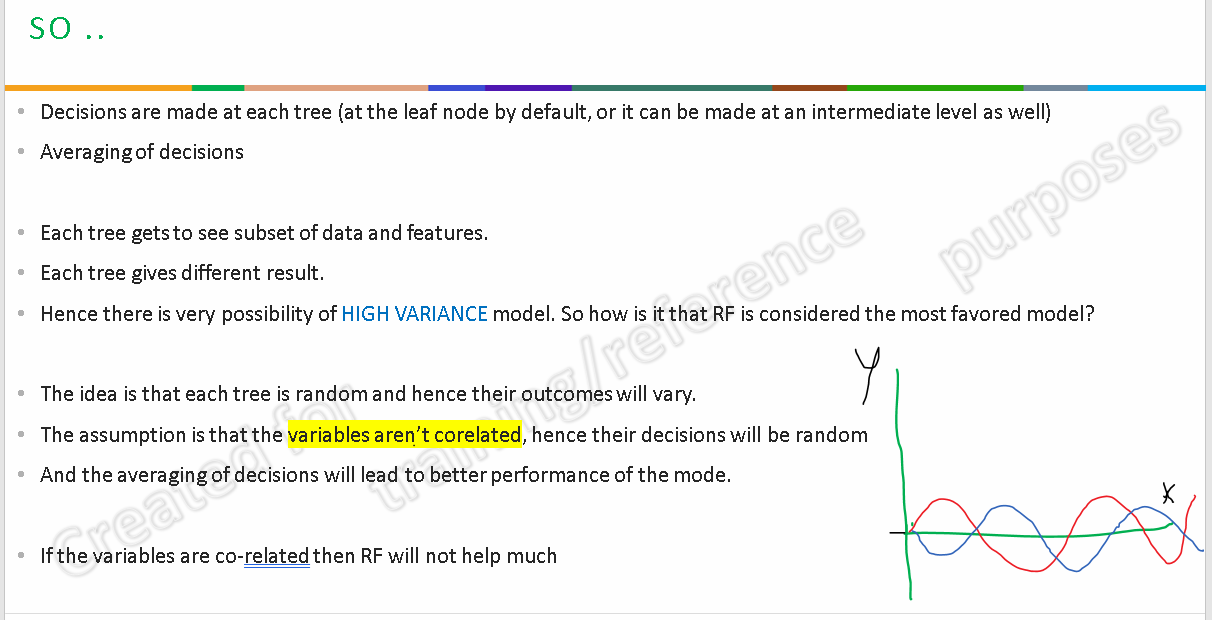 SO ..
Decisions are made at each tree (at the leaf node by default, or it can be made at an intermediate level as well)
Averaging of decisions
Each tree gets to see subset of data and features.
Each tree gives different result.
Hence there is very possibility of HIGH VARIANCE model. So how is it that RF is considered the most favored model?
The idea is that each tree is random and hence their outcomes will vary.
The assumption is that the variables aren't corelated, hence their decisions will be random
And the averaging of decisions will lead to better performance of the mode.
If the variables are co-related then RF will not help much
Y
X
Created for training/reference purposes